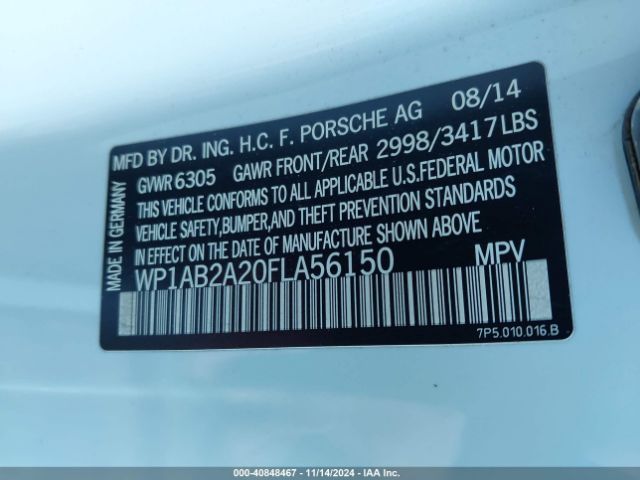 MFD BY DR. ING. H.C. F. PORSCHE AG 08/14
GVWR 6305 GAWR FRONT/REAR 2998/3417LBS
THIS VEHICLE CONFORMS TO ALL APPLICABLE U.S.FEDERAL MOTOR
VEHICLE SAFETY,BUMPER,AND THEFT PREVENTION STANDARDS
IN EFFECT ON THE DATE OF MANUFACTURE SHOWN ABOVE
WP1AB2A20FLA56150 MPV
MADE IN GERMANY
7P5.010.016.B
000-40848467 - 11/14/2024 - IAA Inc.